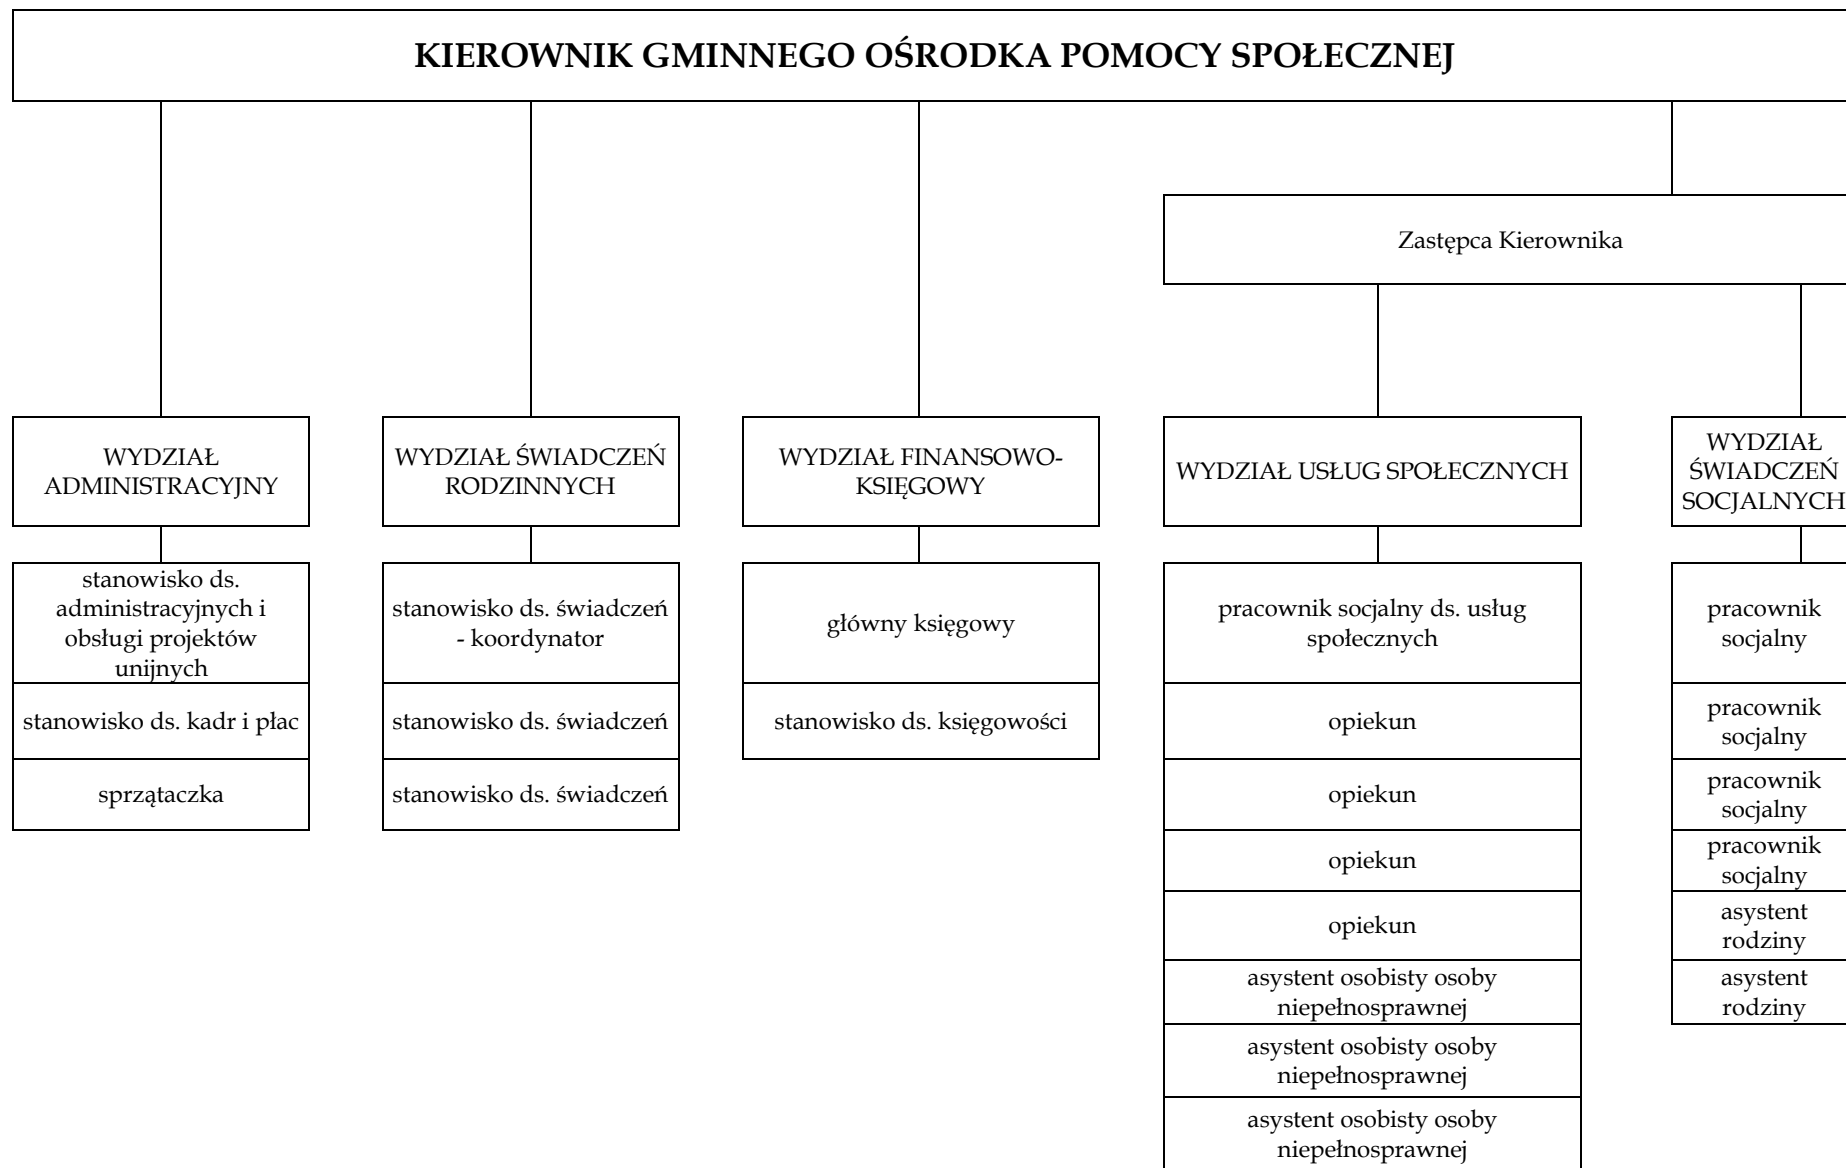 KIEROWNIK GMINNEGO OŚRODKA POMOCY SPOŁECZNEJ
Zastępca Kierownika
WYDZIAŁ
ADMINISTRACYJNY
WYDZIAŁ ŚWIADCZEŃ
RODZINNYCH
WYDZIAŁ FINANSOWO-
KSIĘGOWY
WYDZIAŁ USŁUG SPOŁECZNYCH
WYDZIAŁ
ŚWIADCZEŃ
SOCJALNYCH
stanowisko ds.
administracyjnych i
obsługi projektów
unijnych
stanowisko ds. świadczeń
- koordynator
główny księgowy
pracownik socjalny ds. usług
społecznych
pracownik
socjalny
stanowisko ds. kadr i płac
stanowisko ds. świadczeń
stanowisko ds. księgowości
opiekun
pracownik
socjalny
sprzątaczka
stanowisko ds. świadczeń
opiekun
pracownik
socjalny
opiekun
pracownik
socjalny
opiekun
asystent
rodziny
asystent osobisty osoby
niepełnosprawnej
asystent
rodziny
asystent osobisty osoby
niepełnosprawnej
asystent osobisty osoby
niepełnosprawnej